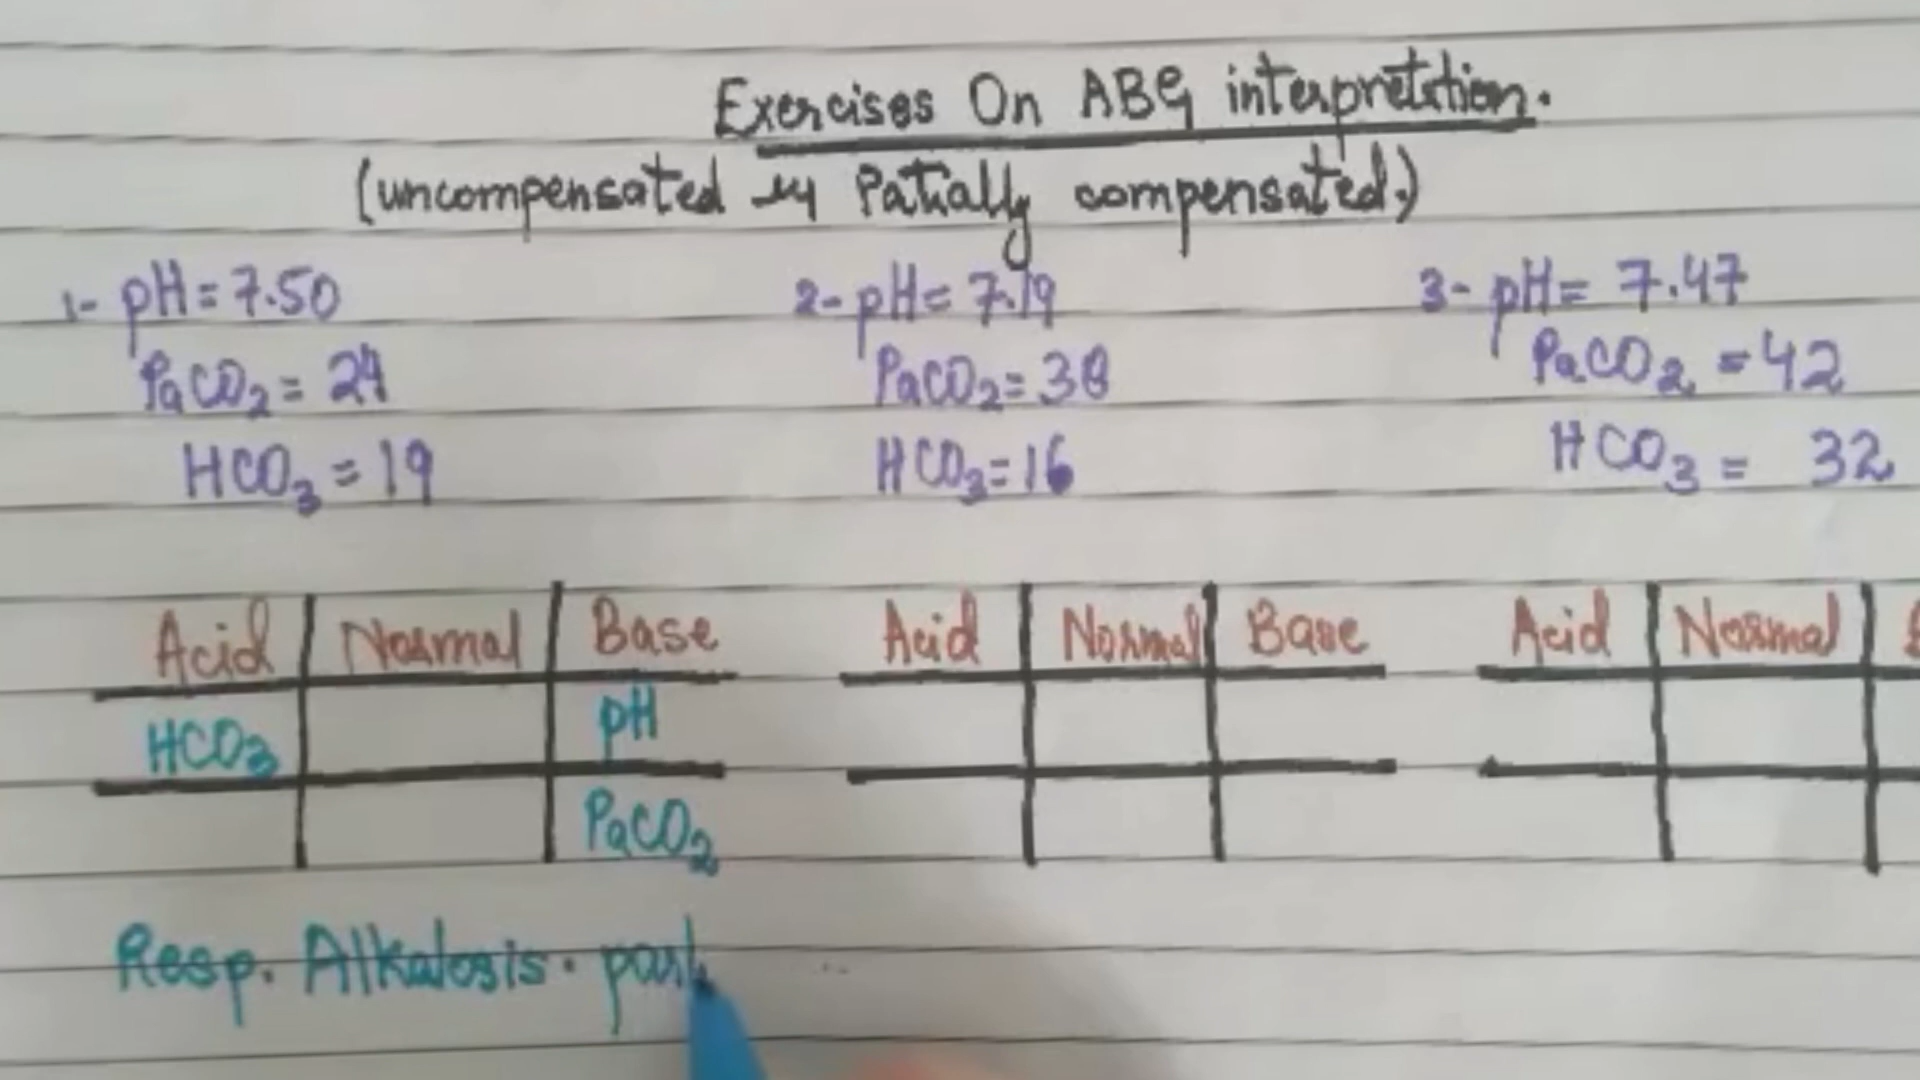 Exercises On ABG interpretation.
(uncompensated Patially compensated.)
1- pH = 7.50
PaCO2 = 24
HCO3 = 19
2- pH = 7.19
PaCO2 = 38
HCO3 = 16
3- pH = 7.47
PaCO2 = 42
HCO3 = 32
Acid Normal Base
HCO3 pH
PaCO2
Acid Normal Base
Acid Normal
Resp. Alkalosis. part